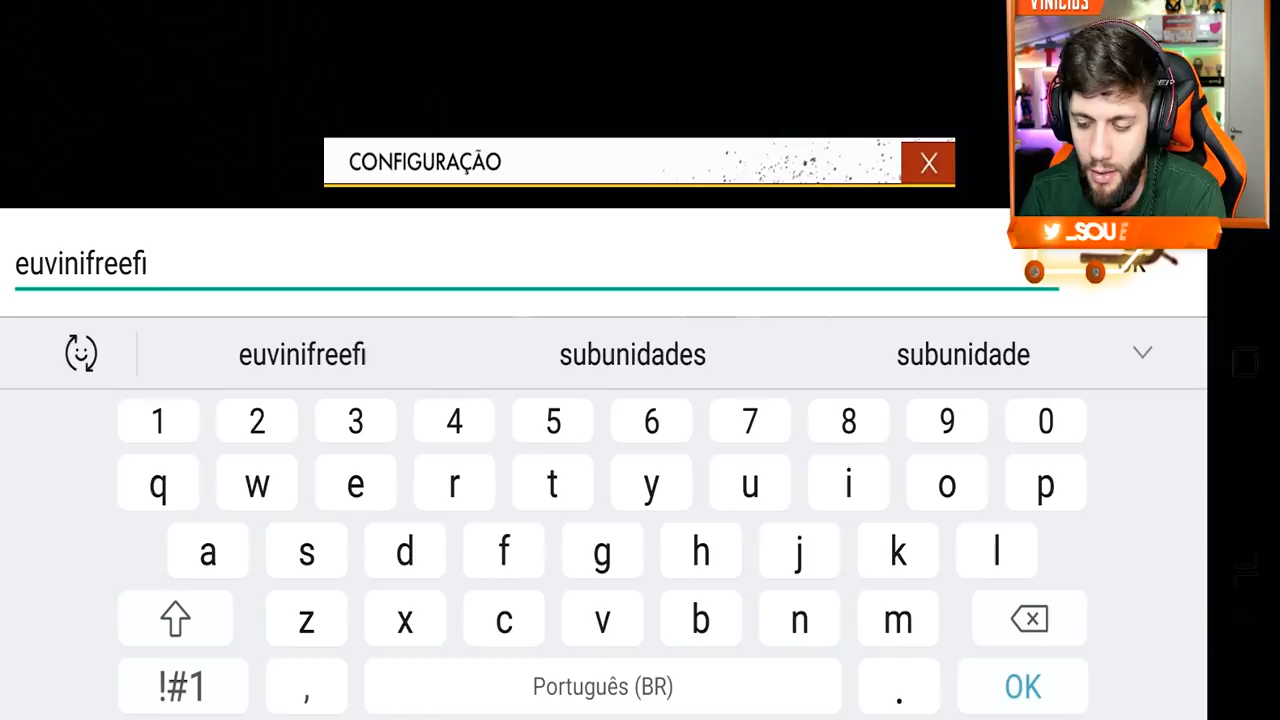 VINICIUS
CONFIGURAÇÃO X
_SOU E
euvinifreefi
euvinifreefi subunidades subunidade
1 2 3 4 5 6 7 8 9 0
q w e r t y u i o p
a s d f g h j k l
z x c v b n m
!#1 , Português (BR) . OK